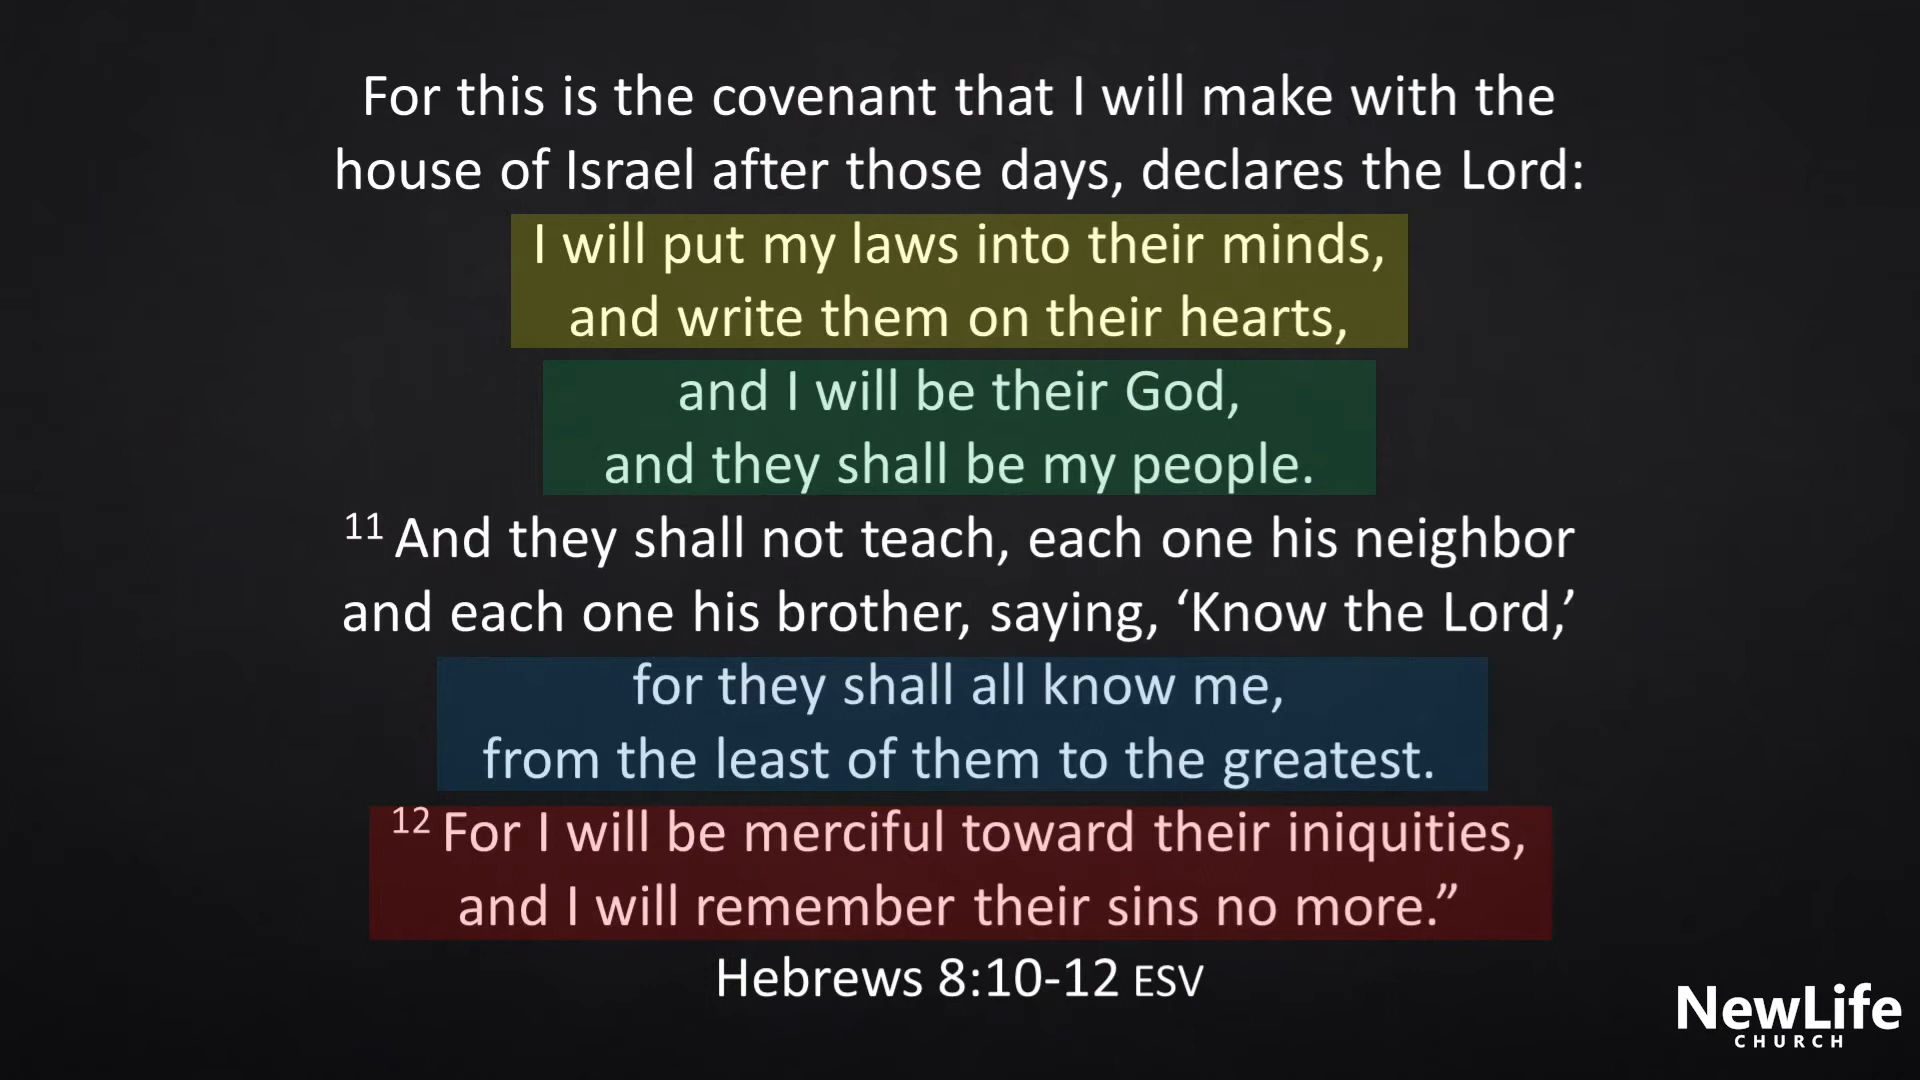 For this is the covenant that I will make with the
house of Israel after those days, declares the Lord:
I will put my laws into their minds,
and write them on their hearts,
and I will be their God,
and they shall be my people.
11 And they shall not teach, each one his neighbor
and each one his brother, saying, ‘Know the Lord,’
for they shall all know me,
from the least of them to the greatest.
12 For I will be merciful toward their iniquities,
and I will remember their sins no more.”
Hebrews 8:10-12 ESV
NewLife
CHURCH